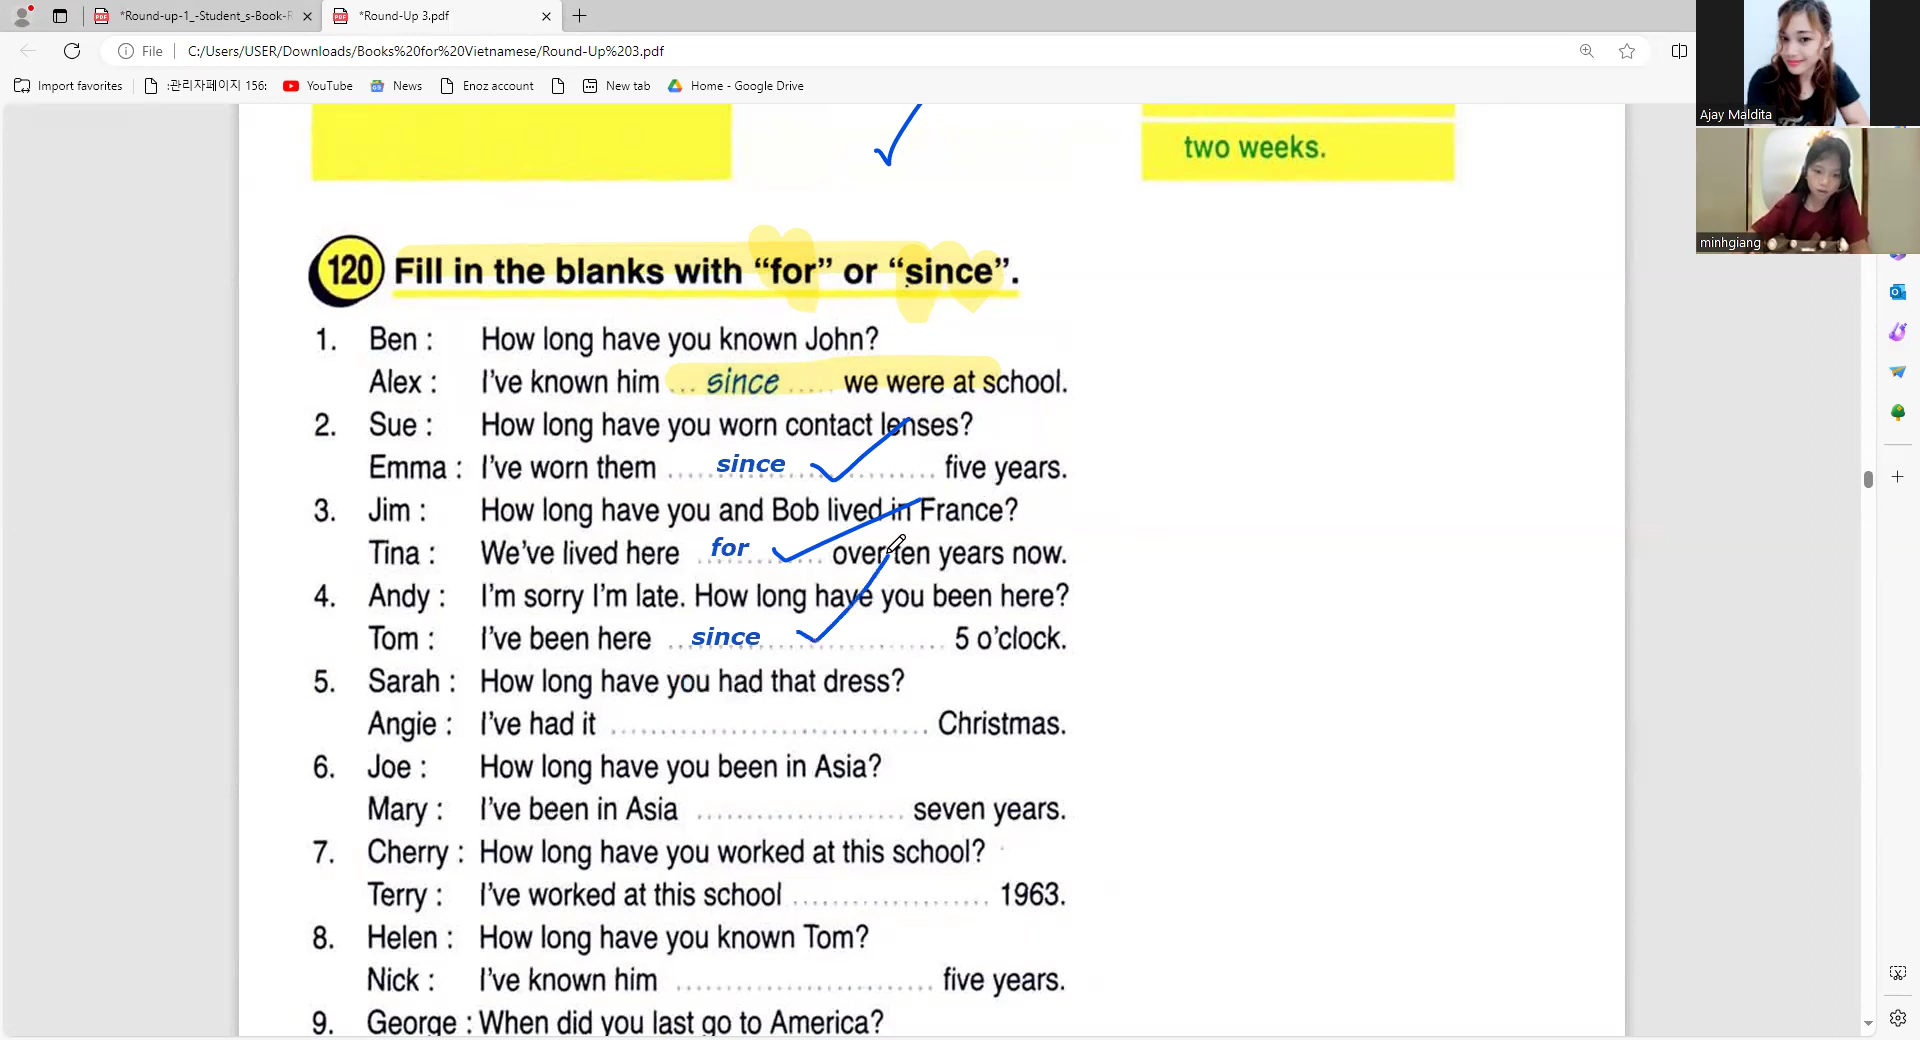 *Round-up-1_-Student_s-Book-R
*Round-Up 3.pdf
File C:/Users/USER/Downloads/Books%20for%20Vietnamese/Round-Up%203.pdf
Import favorites :관리자페이지 156: YouTube News Enoz account New tab Home - Google Drive
Ajay Maldita
minhgiang
two weeks.
120 Fill in the blanks with “for” or “since”.
1. Ben : How long have you known John?
Alex : I've known him ... since ..... we were at school.
2. Sue : How long have you worn contact lenses?
Emma : I've worn them since five years.
3. Jim : How long have you and Bob lived in France?
Tina : We've lived here for over ten years now.
4. Andy : I'm sorry I'm late. How long have you been here?
Tom : I've been here since 5 o'clock.
5. Sarah : How long have you had that dress?
Angie : I've had it ................................ Christmas.
6. Joe : How long have you been in Asia?
Mary : I've been in Asia ..................... seven years.
7. Cherry : How long have you worked at this school?
Terry : I've worked at this school .................... 1963.
8. Helen : How long have you known Tom?
Nick : I've known him .......................... five years.
9. George : When did you last go to America?